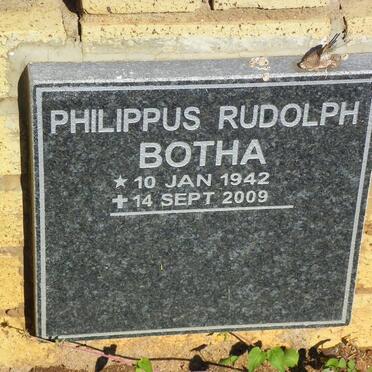 PHILIPPUS RUDOLPH
BOTHA
★ 10 JAN 1942
✚ 14 SEPT 2009